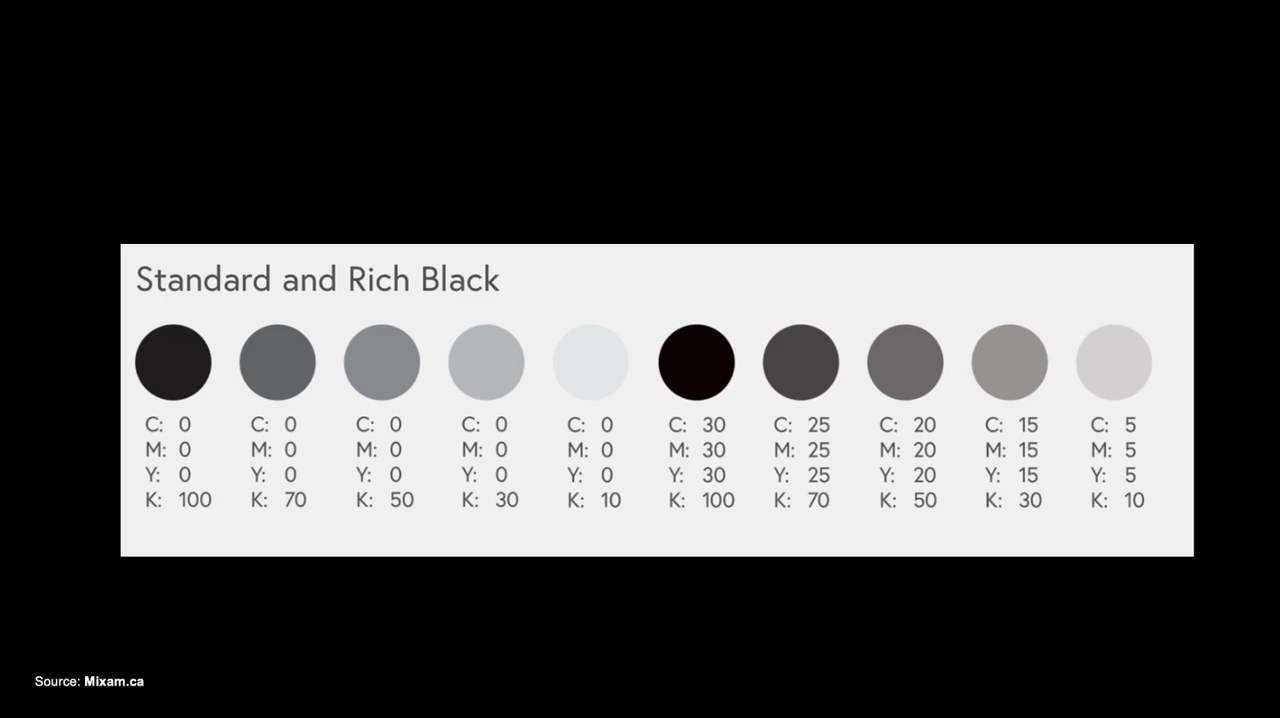 Standard and Rich Black
C: 0 C: 0 C: 0 C: 0 C: 0 C: 30 C: 25 C: 20 C: 15 C: 5
M: 0 M: 0 M: 0 M: 0 M: 0 M: 30 M: 25 M: 20 M: 15 M: 5
Y: 0 Y: 0 Y: 0 Y: 0 Y: 0 Y: 30 Y: 25 Y: 20 Y: 15 Y: 5
K: 100 K: 70 K: 50 K: 30 K: 10 K: 100 K: 70 K: 50 K: 30 K: 10
Source: Mixam.ca